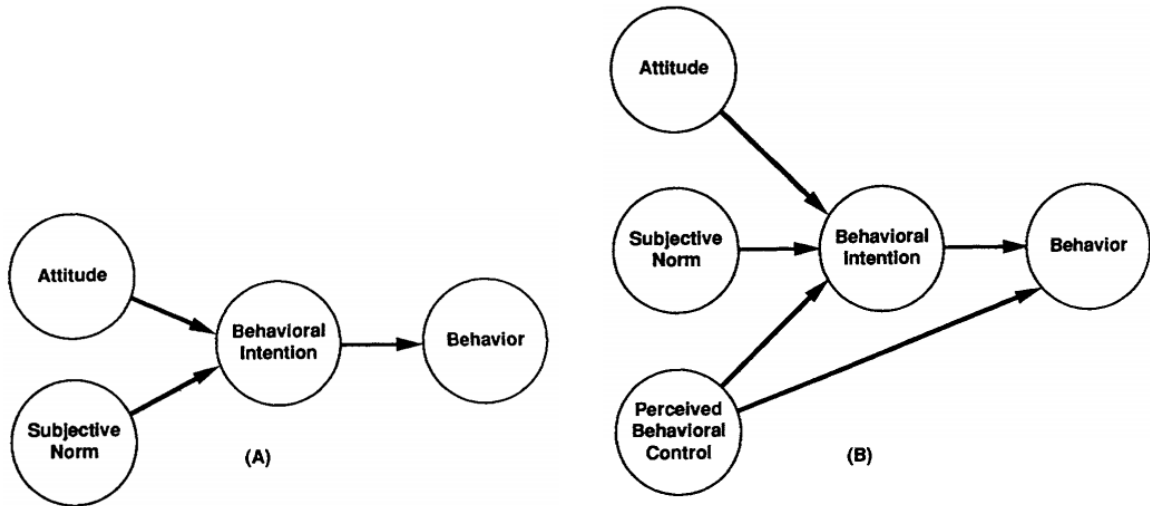 Attitude
Subjective
Norm
Behavioral
Intention
Behavior
(A)
Attitude
Subjective
Norm
Behavioral
Intention
Behavior
Perceived
Behavioral
Control
(B)